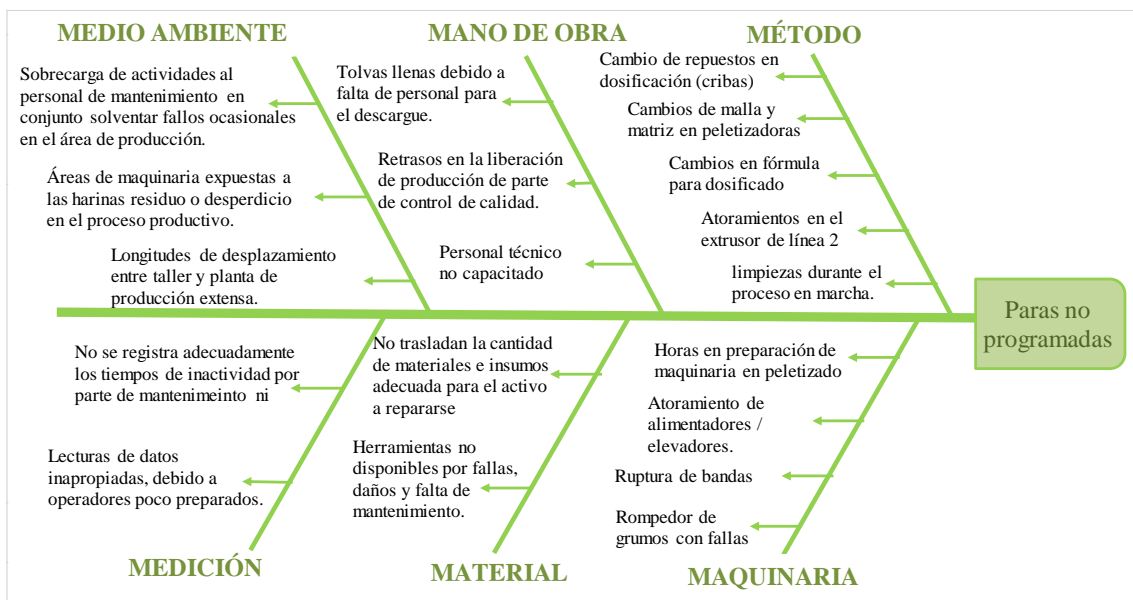 MEDIO AMBIENTE
Sobrecarga de actividades al
personal de mantenimiento en
conjunto solventar fallos ocasionales
en el área de producción.
Áreas de maquinaria expuestas a
las harinas residuo o desperdicio
en el proceso productivo.
Longitudes de desplazamiento
entre taller y planta de
producción extensa.
MANO DE OBRA
Tolvas llenas debido a
falta de personal para
el descargue.
Retrasos en la liberación
de producción de parte
de control de calidad.
Personal técnico
no capacitado
MÉTODO
Cambio de repuestos en
dosificación (cribas)
Cambios de malla y
matriz en peletizadoras
Cambios en fórmula
para dosificado
Atoramientos en el
extrusor de línea 2
limpiezas durante el
proceso en marcha.
Paras no
programadas
No se registra adecuadamente
los tiempos de inactividad por
parte de mantenimeinto ni
Lecturas de datos
inapropiadas, debido a
operadores poco preparados.
MEDICIÓN
No trasladan la cantidad
de materiales e insumos
adecuada para el activo
a repararse
Herramientas no
disponibles por fallas,
daños y falta de
mantenimiento.
MATERIAL
Horas en preparación de
maquinaria en peletizado
Atoramiento de
alimentadores /
elevadores.
Ruptura de bandas
Rompedor de
grumos con fallas
MAQUINARIA